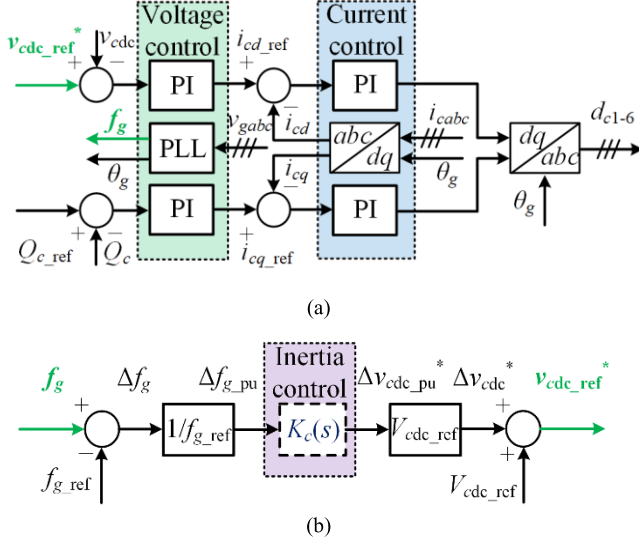 Voltage control
Current control
v_cdc_ref*
v_cdc
+
−
PI
i_cd_ref
+
−
PI
i_cd
f_g
PLL
v_gabc
abc
dq
i_cabc
dq
abc
d_c1-6
θ_g
θ_g
θ_g
i_cq
−
PI
PI
+
−
+
Q_c_ref
Q_c
i_cq_ref
(a)
Inertia
control
f_g
Δf_g
Δf_g_pu
Δv_cdc_pu*
Δv_cdc*
v_cdc_ref*
+
−
1/f_g_ref
K_c(s)
V_cdc_ref
+
+
f_g_ref
V_cdc_ref
(b)